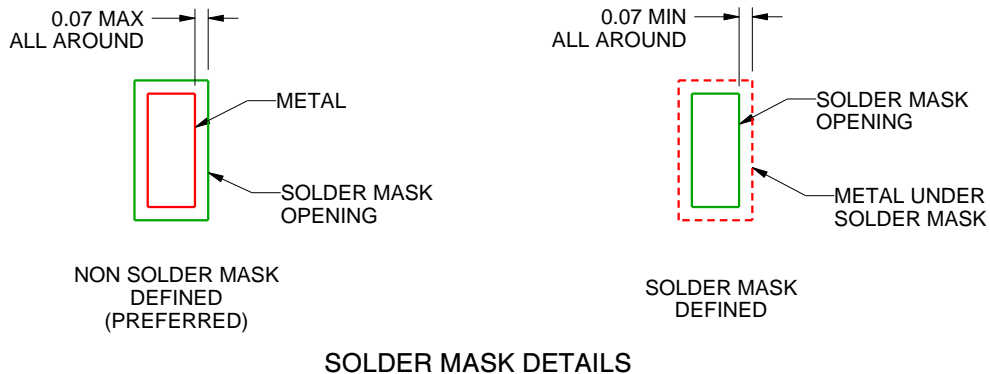 0.07 MAX
ALL AROUND
METAL
SOLDER MASK
OPENING
NON SOLDER MASK
DEFINED
(PREFERRED)
0.07 MIN
ALL AROUND
SOLDER MASK
OPENING
METAL UNDER
SOLDER MASK
SOLDER MASK
DEFINED
SOLDER MASK DETAILS